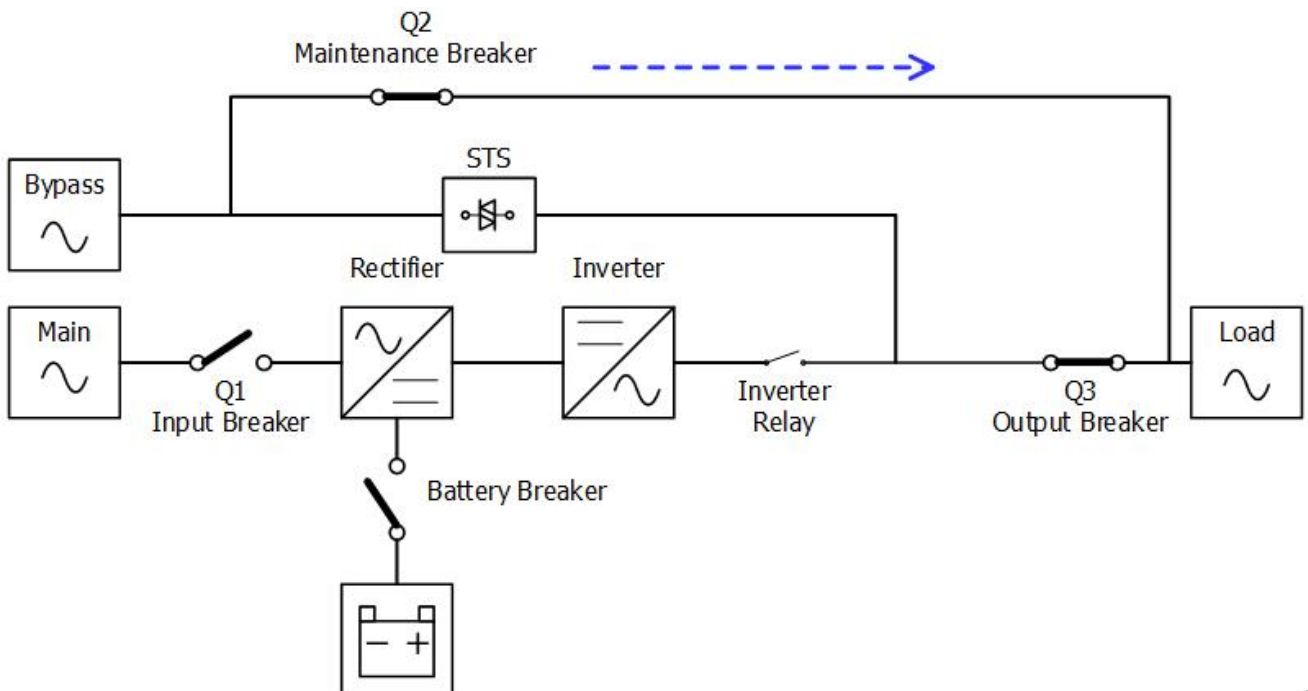 Q2
Maintenance Breaker
STS
Bypass
Rectifier
Inverter
Main
Q1
Input Breaker
Inverter
Relay
Q3
Output Breaker
Load
Battery Breaker
− +